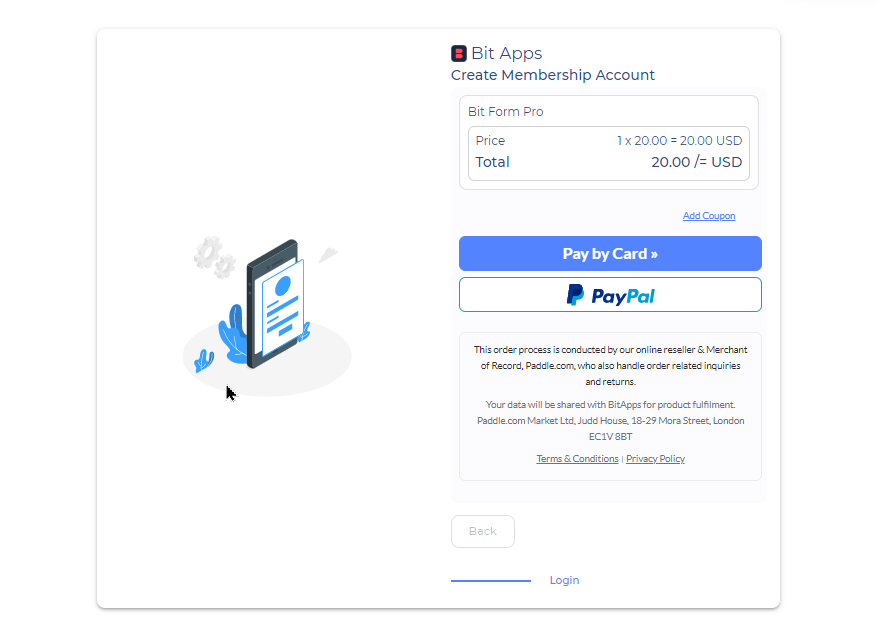 Bit Apps
Create Membership Account
Bit Form Pro
Price 1 x 20.00 = 20.00 USD
Total 20.00 /= USD
Add Coupon
Pay by Card »
PayPal
This order process is conducted by our online reseller & Merchant
of Record, Paddle.com, who also handle order related inquiries
and returns.
Your data will be shared with BitApps for product fulfilment.
Paddle.com Market Ltd, Judd House, 18-29 Mora Street, London
EC1V 8BT
Terms & Conditions | Privacy Policy
Back
Login